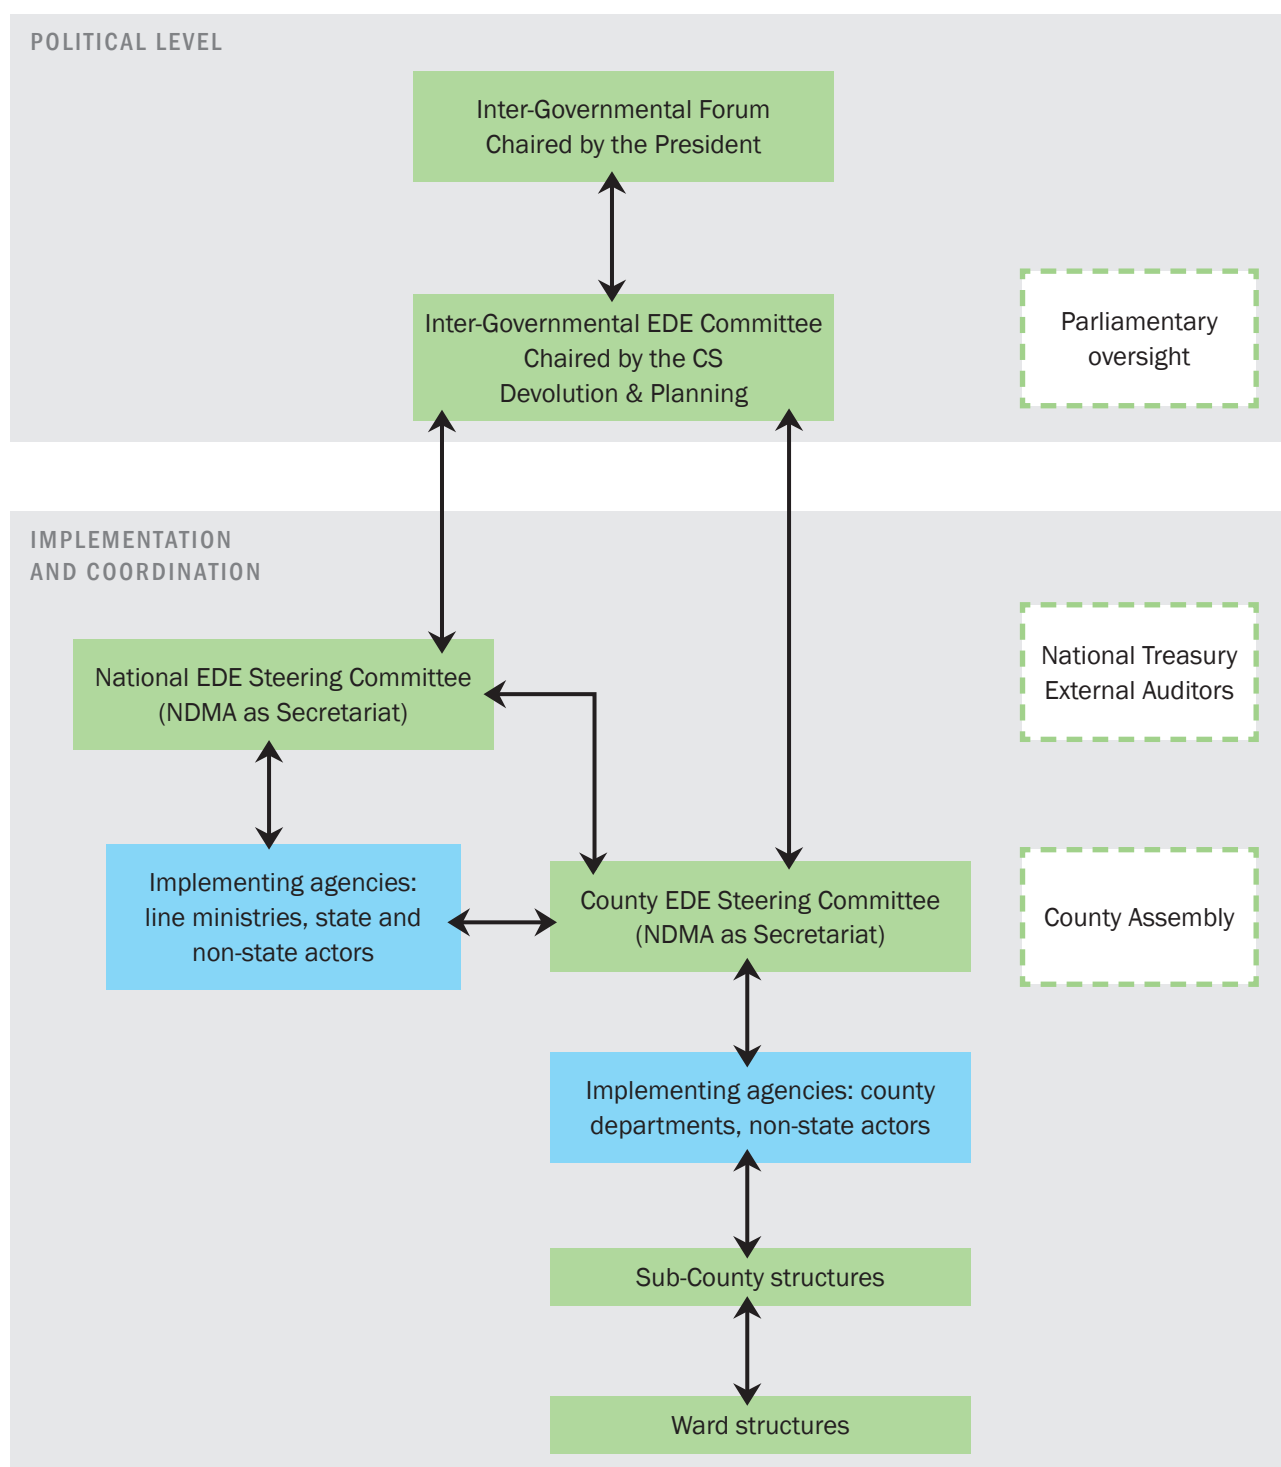 POLITICAL LEVEL
Inter-Governmental Forum
Chaired by the President
Inter-Governmental EDE Committee
Chaired by the CS
Devolution & Planning
Parliamentary
oversight
IMPLEMENTATION
AND COORDINATION
National EDE Steering Committee
(NDMA as Secretariat)
National Treasury
External Auditors
Implementing agencies:
line ministries, state and
non-state actors
County EDE Steering Committee
(NDMA as Secretariat)
County Assembly
Implementing agencies: county
departments, non-state actors
Sub-County structures
Ward structures